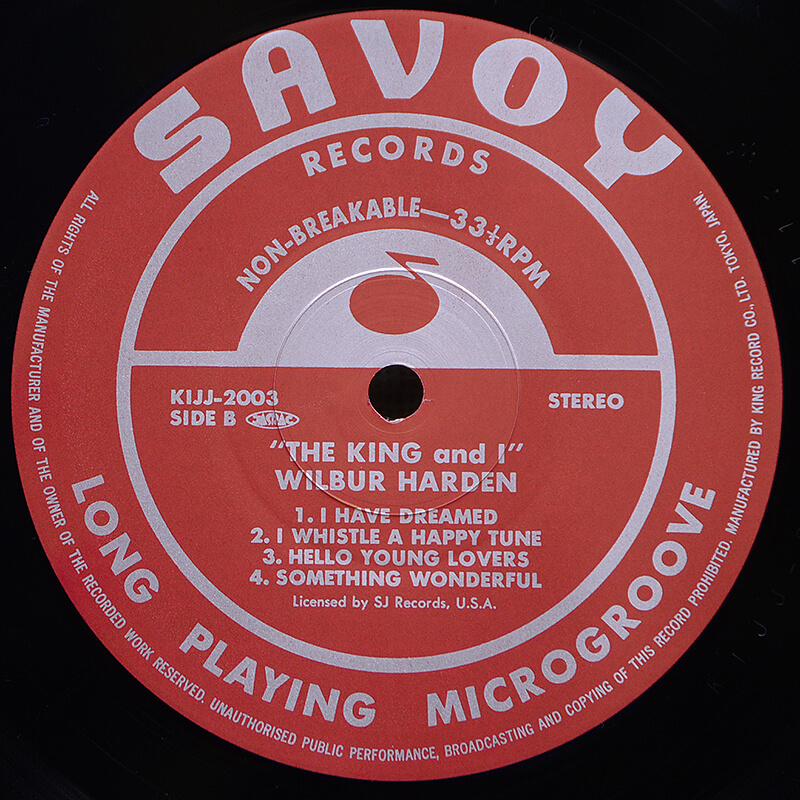 SAVOY
RECORDS
NON-BREAKABLE—33⅓RPM
KIJJ-2003
SIDE B
STEREO
"THE KING and I"
WILBUR HARDEN
1. I HAVE DREAMED
2. I WHISTLE A HAPPY TUNE
3. HELLO YOUNG LOVERS
4. SOMETHING WONDERFUL
Licensed by SJ Records, U.S.A.
LONG PLAYING MICROGROOVE
ALL RIGHTS OF THE MANUFACTURER AND OF THE OWNER OF THE RECORDED WORK RESERVED. UNAUTHORISED PUBLIC PERFORMANCE, BROADCASTING AND COPYING OF THIS RECORD PROHIBITED. MANUFACTURED BY KING RECORD CO., LTD. TOKYO, JAPAN.